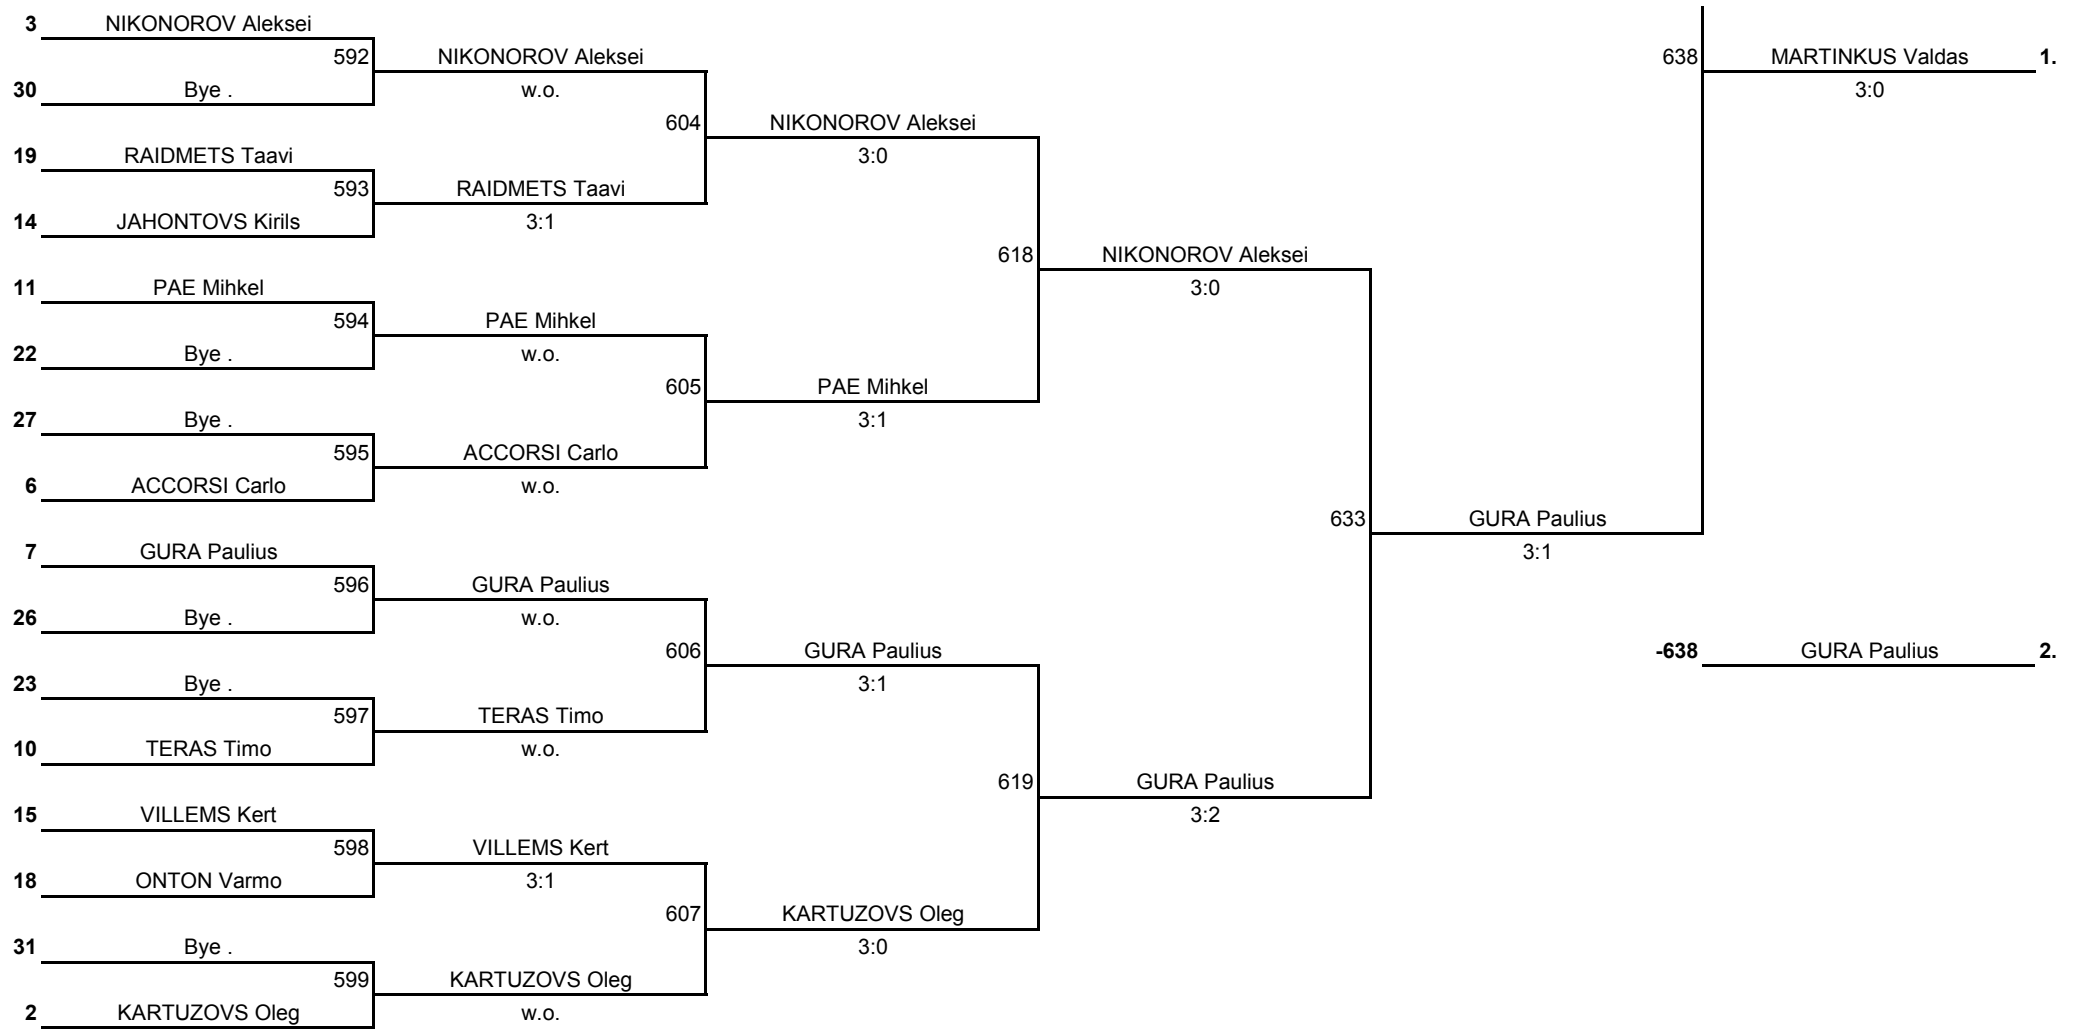 3 NIKONOROV Aleksei
592 NIKONOROV Aleksei 638 MARTINKUS Valdas 1.
30 Bye . w.o. 3:0
604 NIKONOROV Aleksei
19 RAIDMETS Taavi 3:0
593 RAIDMETS Taavi
14 JAHONTOVS Kirils 3:1
618 NIKONOROV Aleksei
11 PAE Mihkel 3:0
594 PAE Mihkel
22 Bye . w.o.
605 PAE Mihkel
27 Bye . 3:1
595 ACCORSI Carlo
6 ACCORSI Carlo w.o.
633 GURA Paulius
7 GURA Paulius 3:1
596 GURA Paulius
26 Bye . w.o.
606 GURA Paulius -638 GURA Paulius 2.
23 Bye . 3:1
597 TERAS Timo
10 TERAS Timo w.o.
619 GURA Paulius
15 VILLEMS Kert 3:2
598 VILLEMS Kert
18 ONTON Varmo 3:1
607 KARTUZOVS Oleg
31 Bye . 3:0
599 KARTUZOVS Oleg
2 KARTUZOVS Oleg w.o.